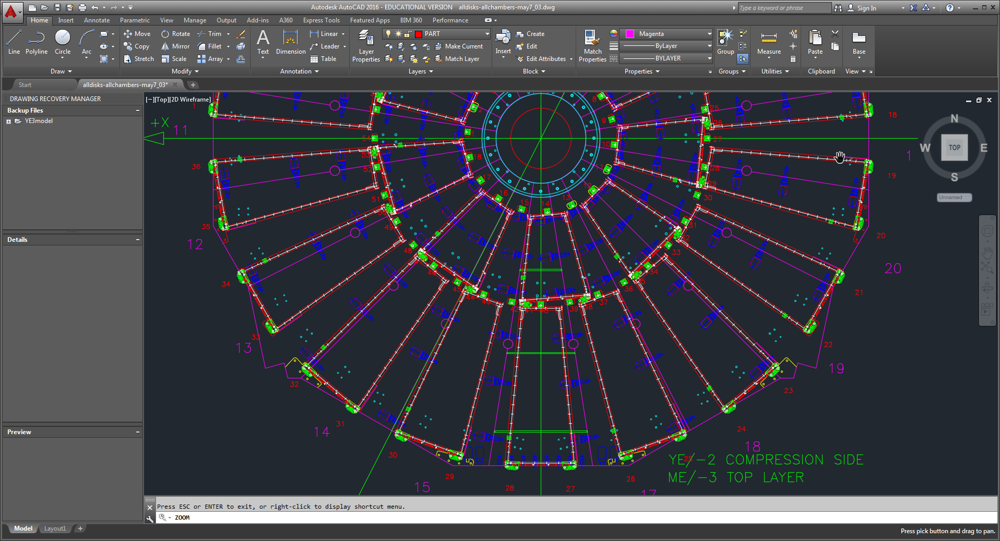 Autodesk AutoCAD 2016 - EDUCATIONAL VERSION alldisks-allchambers-may7_03.dwg
Type a keyword or phrase
Sign In
Home Insert Annotate Parametric View Manage Output Add-ins A360 Express Tools Featured Apps BIM 360 Performance
Line
Polyline
Circle
Arc
Draw
Move Rotate Trim
Copy Mirror Fillet
Stretch Scale Array
Modify
Text
Dimension
Linear
Leader
Table
Annotation
Layer
Properties
PART
Make Current
Match Layer
Layers
Insert
Create
Edit
Edit Attributes
Block
Match
Properties
Magenta
ByLayer
BYLAYER
Properties
Group
Groups
Measure
Utilities
Paste
Clipboard
Base
View
Start
alldisks-allchambers-may7_03*
DRAWING RECOVERY MANAGER
Backup Files
YE3model
Details
Preview
[−][Top][2D Wireframe]
N
W TOP E
S
Unnamed
+X
11
1
1
36
35
12
34
33
13
32
31
14
30
29
15
28
27
26
17
25
18
24
23
19
22
21
20
20
19
18
1
2
8
9
10
11
12
13
14
15
16
17
18
25
26
27
28
29
30
31
32
33
34
35
36
37
38
39
40
41
42
43
44
45
48
49
51
52
53
54
YE/-2 COMPRESSION SIDE
ME/-3 TOP LAYER
Press ESC or ENTER to exit, or right-click to display shortcut menu.
ZOOM
Model Layout1
Press pick button and drag to pan.